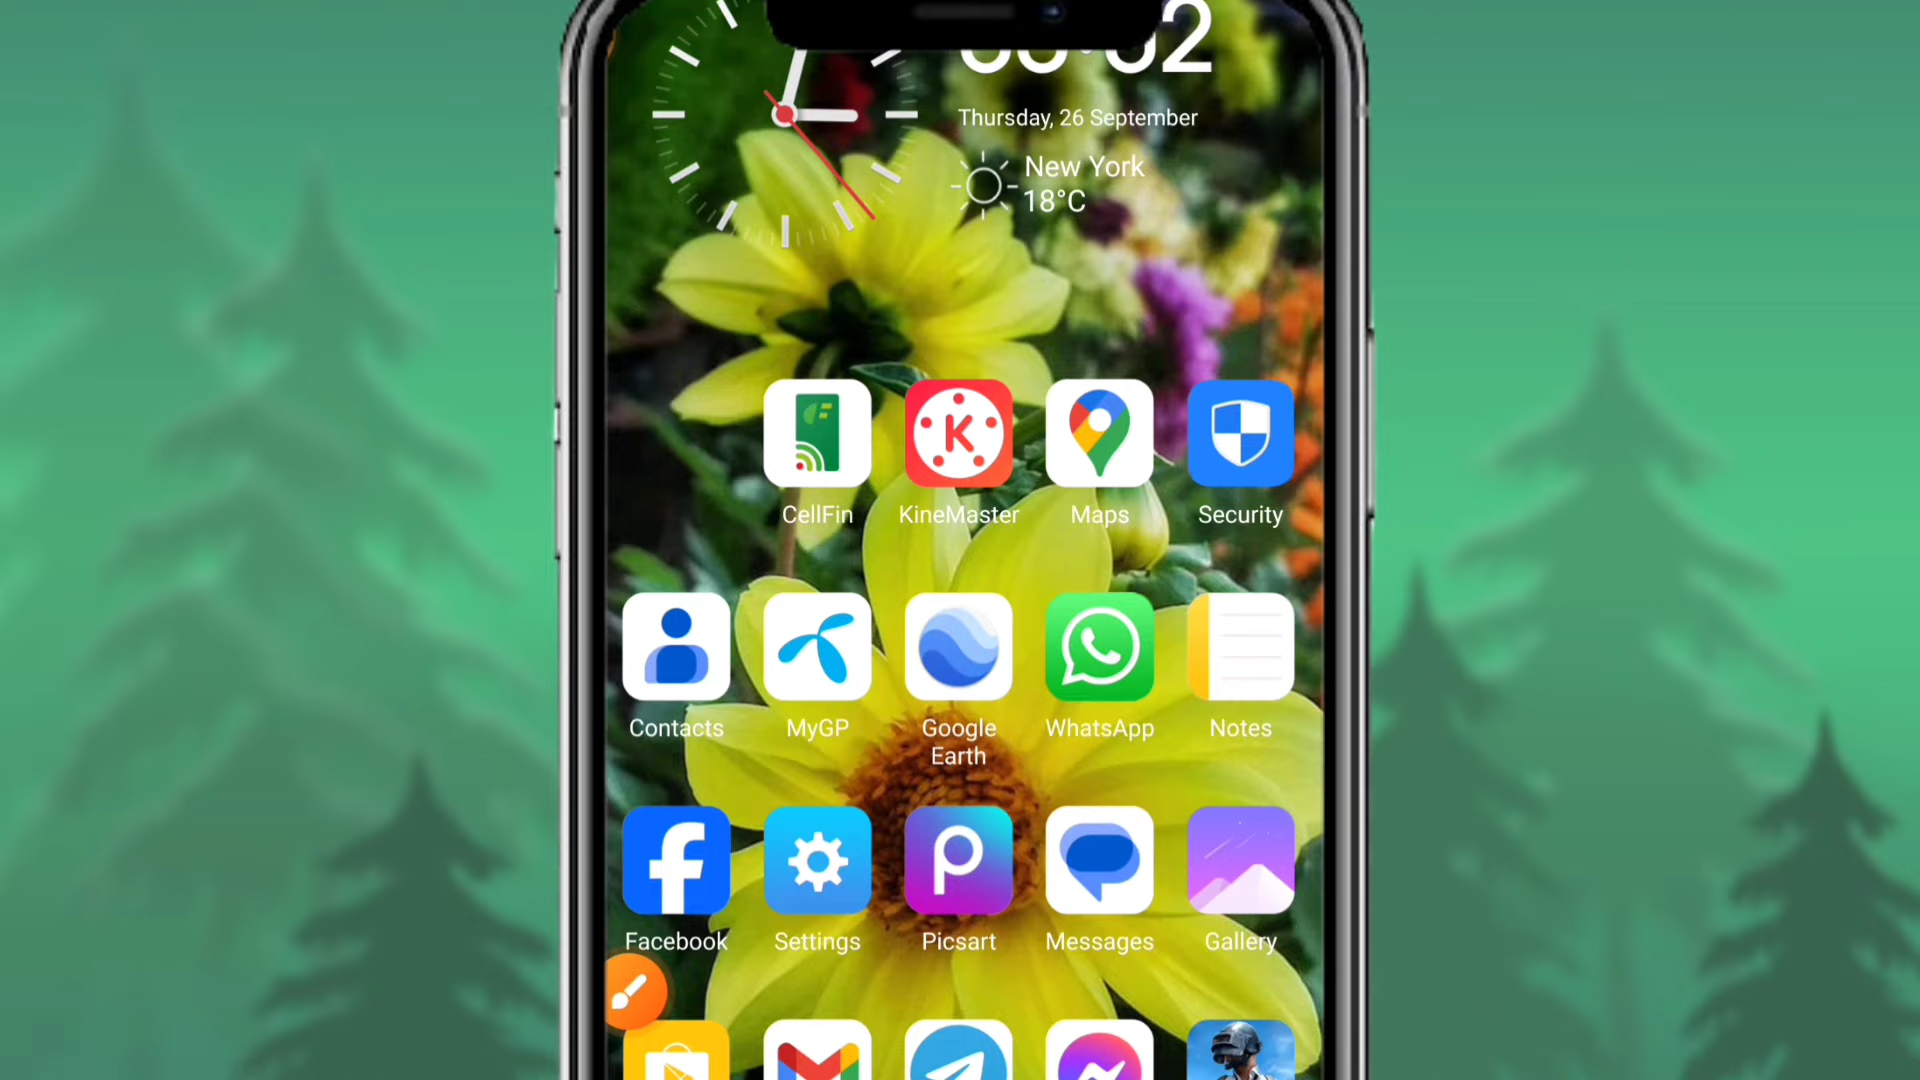 Thursday, 26 September
New York
18°C
CellFin
KineMaster
Maps
Security
Contacts
MyGP
Google
Earth
WhatsApp
Notes
Facebook
Settings
Picsart
Messages
Gallery